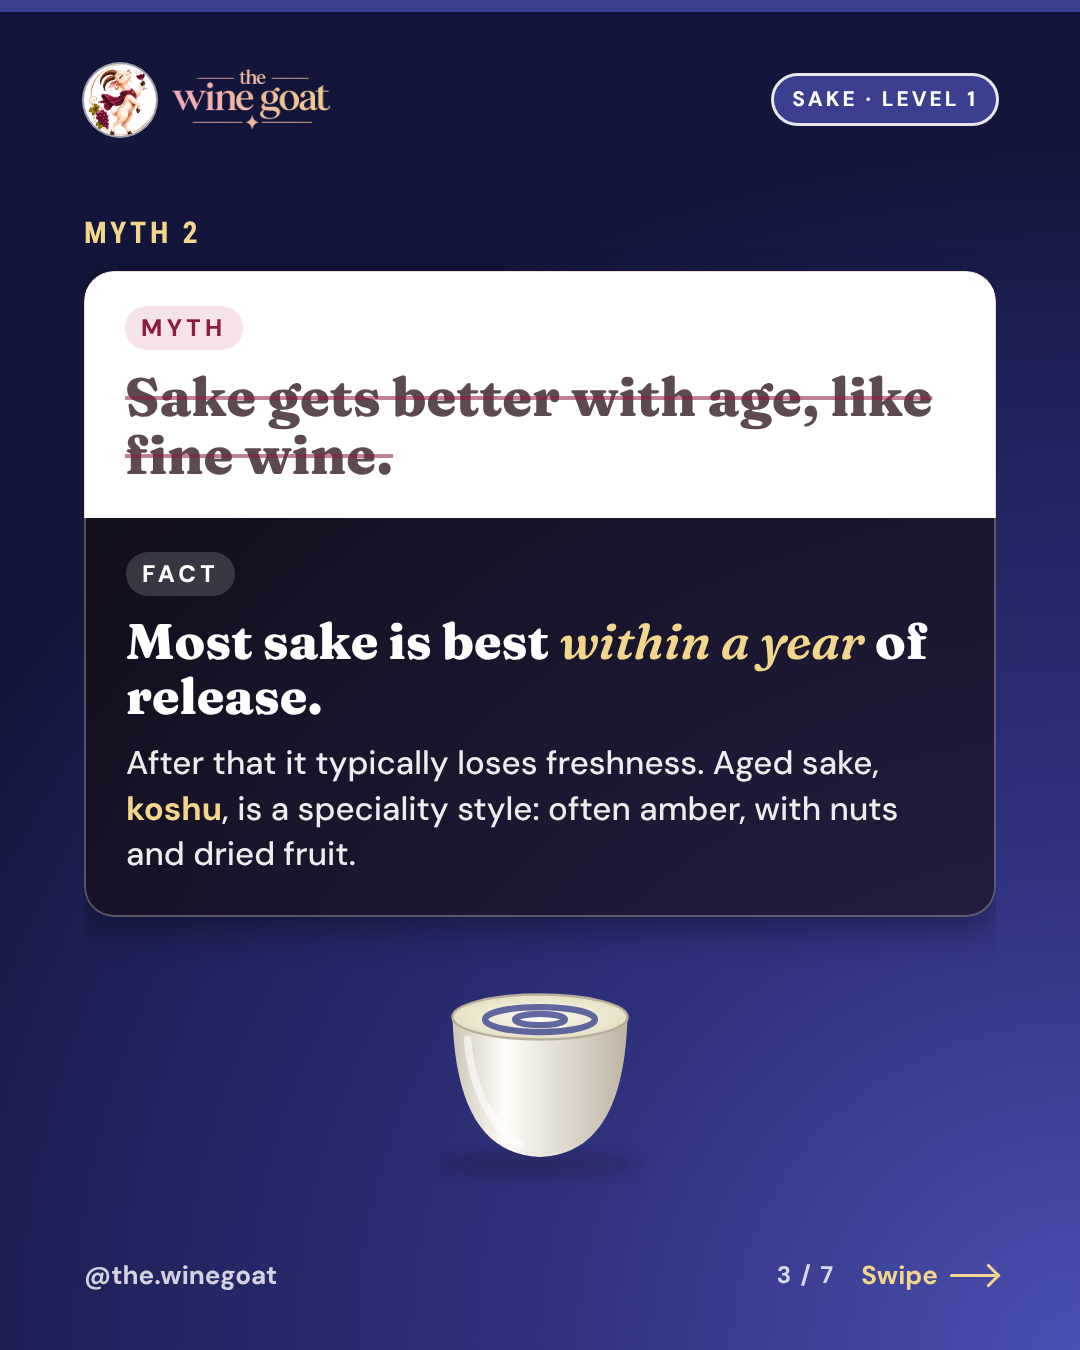 the
wine goat
SAKE · LEVEL 1
MYTH 2
MYTH
Sake gets better with age, like
fine wine.
FACT
Most sake is best within a year of
release.
After that it typically loses freshness. Aged sake,
koshu, is a speciality style: often amber, with nuts
and dried fruit.
@the.winegoat
3 / 7
Swipe